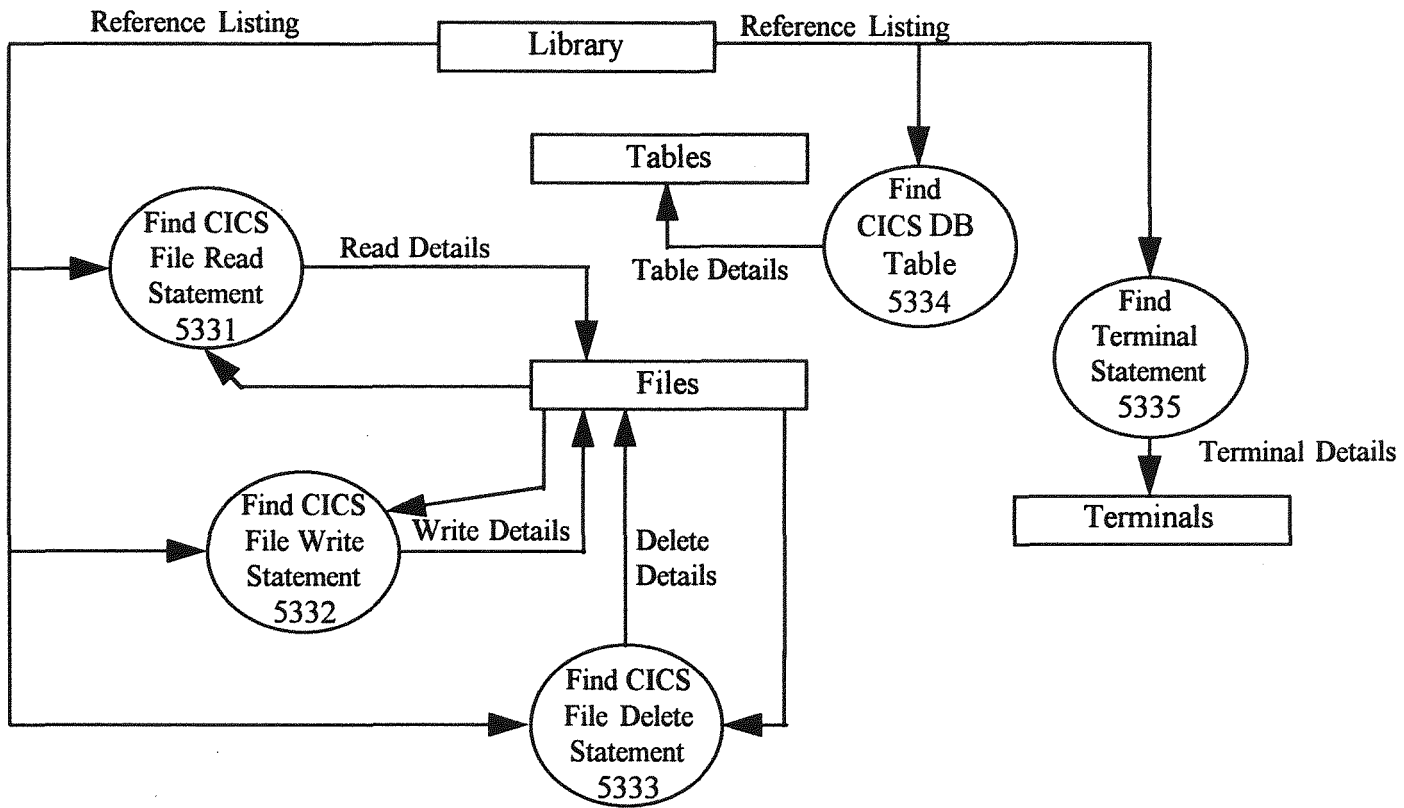 Reference Listing
Library
Reference Listing
Tables
Find
CICS DB
Table
5334
Find CICS
File Read
Statement
5331
Read Details
Table Details
Find
Terminal
Statement
5335
Files
Terminal Details
Find CICS
File Write
Statement
5332
Write Details
Delete
Details
Terminals
Find CICS
File Delete
Statement
5333